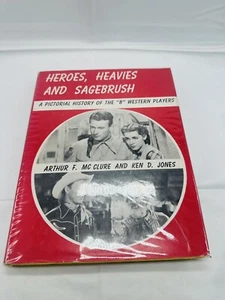 HEROES, HEAVIES
AND SAGEBRUSH
A PICTORIAL HISTORY OF THE "B" WESTERN PLAYERS
ARTHUR F. MC CLURE AND KEN D. JONES